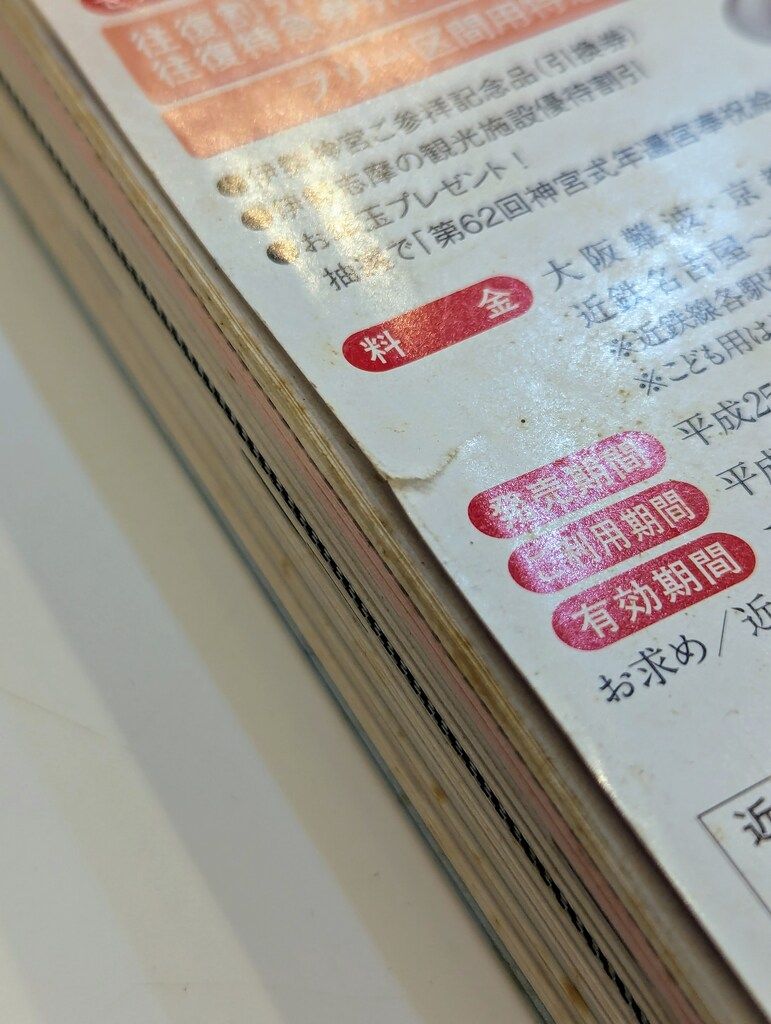 往復割引
往復特急券引
フリー区間用特急
●伊勢神宮ご参拝記念品(引換券)
●伊勢志摩の観光施設優待割引
●お年玉プレゼント!
抽選で「第62回神宮式年遷宮奉祝
料金
大阪難波・京
近鉄名古屋〜
※近鉄線各駅
※こども用は
発売期間
平成25
ご利用期間
平成
有効期間
お求め/近
近